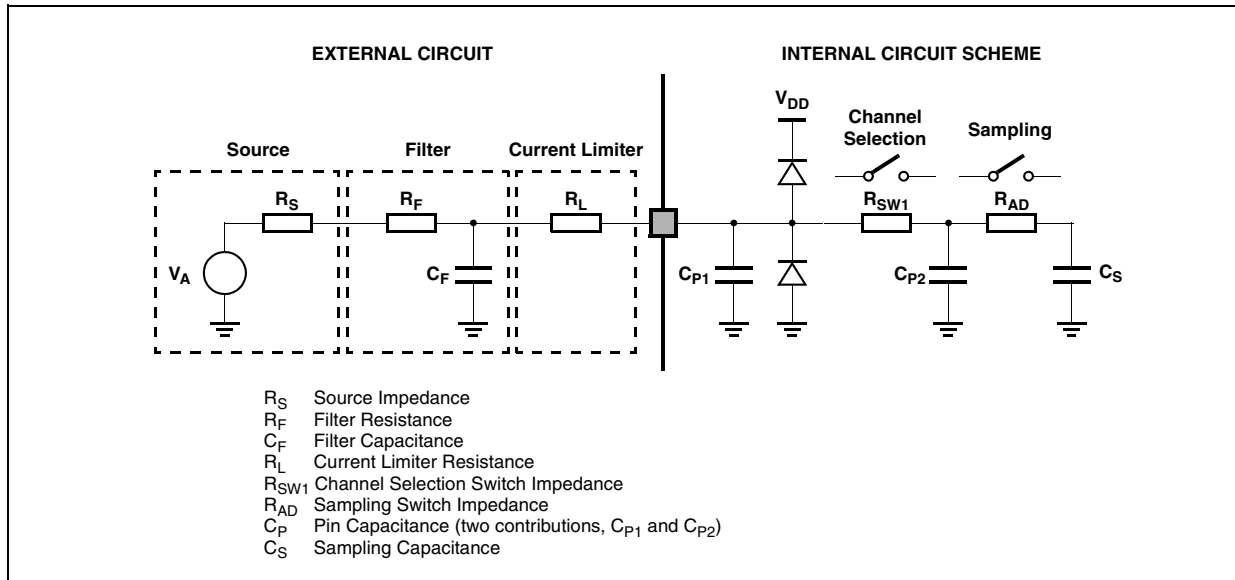 EXTERNAL CIRCUIT
INTERNAL CIRCUIT SCHEME
VDD
Channel
Selection
Sampling
Source
Filter
Current Limiter
RS
RF
RL
RSW1
RAD
VA
CF
CP1
CP2
CS
RS Source Impedance
RF Filter Resistance
CF Filter Capacitance
RL Current Limiter Resistance
RSW1 Channel Selection Switch Impedance
RAD Sampling Switch Impedance
CP Pin Capacitance (two contributions, CP1 and CP2)
CS Sampling Capacitance